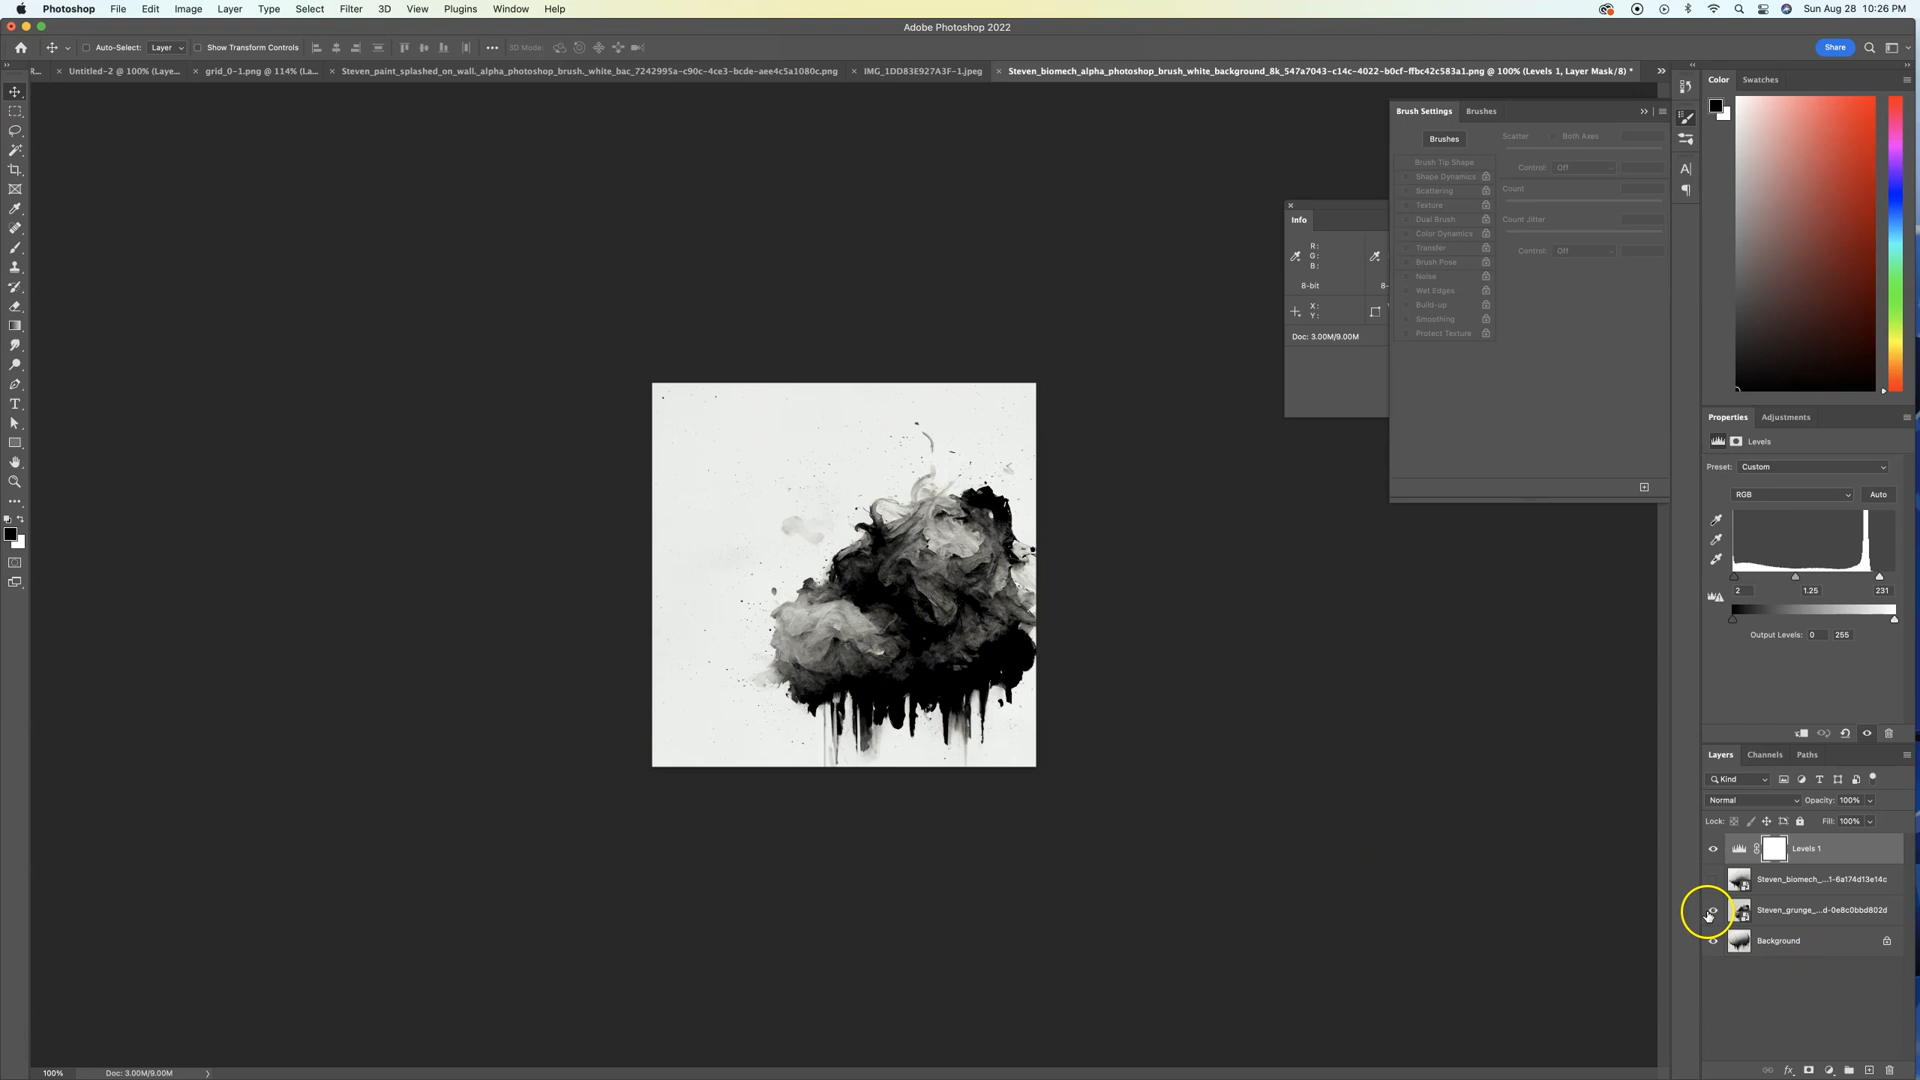 Photoshop File Edit Image Layer Type Select Filter 3D View Plugins Window Help Sun Aug 28 10:26 PM
Adobe Photoshop 2022
Auto-Select: Layer Show Transform Controls 3D Mode: Share
R... Untitled-2 @ 100% (Laye... grid_0-1.png @ 114% (La... Steven_paint_splashed_on_wall._alpha_photoshop_brush._white_bac_7242995a-c90c-4ce3-bcde-aee4c5a1080c.png IMG_1DD83E927A3F-1.jpeg Steven_biomech_alpha_photoshop_brush_white_background_8k_547a7043-c14c-4022-b0cf-ffbc42c583a1.png @ 100% (Levels 1, Layer Mask/8) *
Color Swatches
Brush Settings Brushes
Brushes
Scatter Both Axes
Brush Tip Shape
Control: Off
Shape Dynamics
Scattering
Count
Texture
Dual Brush
Count Jitter
Color Dynamics
Transfer
Control: Off
Brush Pose
Noise
Wet Edges
Build-up
Smoothing
Protect Texture
Info
R:
G:
B:
8-bit 8-
X:
Y:
Doc: 3.00M/9.00M
Properties Adjustments
Levels
Preset: Custom
RGB Auto
2 1.25 231
Output Levels: 0 255
Layers Channels Paths
Kind
Normal Opacity: 100%
Lock: Fill: 100%
Levels 1
Steven_biomech_...1-6a174d13e14c
Steven_grunge_...d-0e8c0bbd802d
Background
100% Doc: 3.00M/9.00M